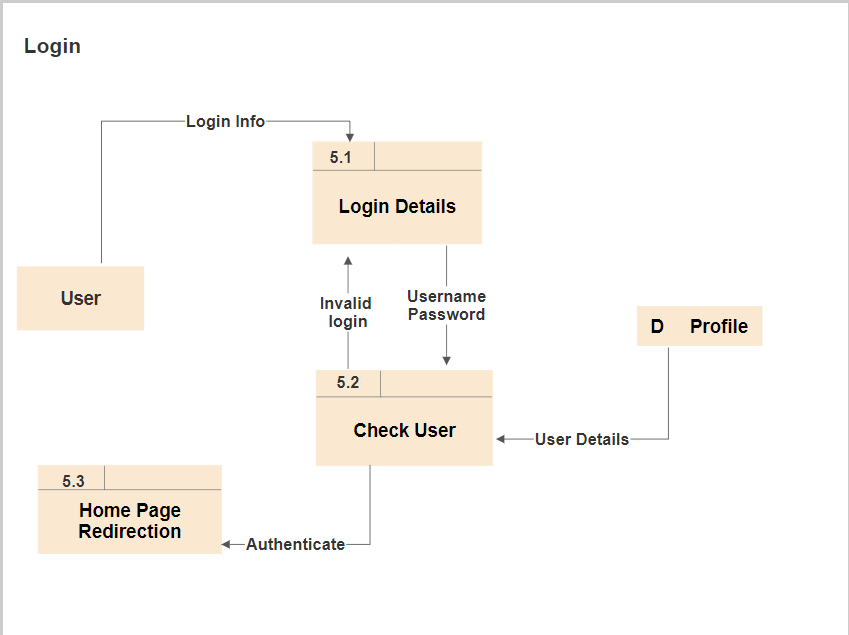 Login
Login Info
5.1
Login Details
User
Invalid
login
Username
Password
D Profile
5.2
Check User
User Details
5.3
Home Page
Redirection
Authenticate